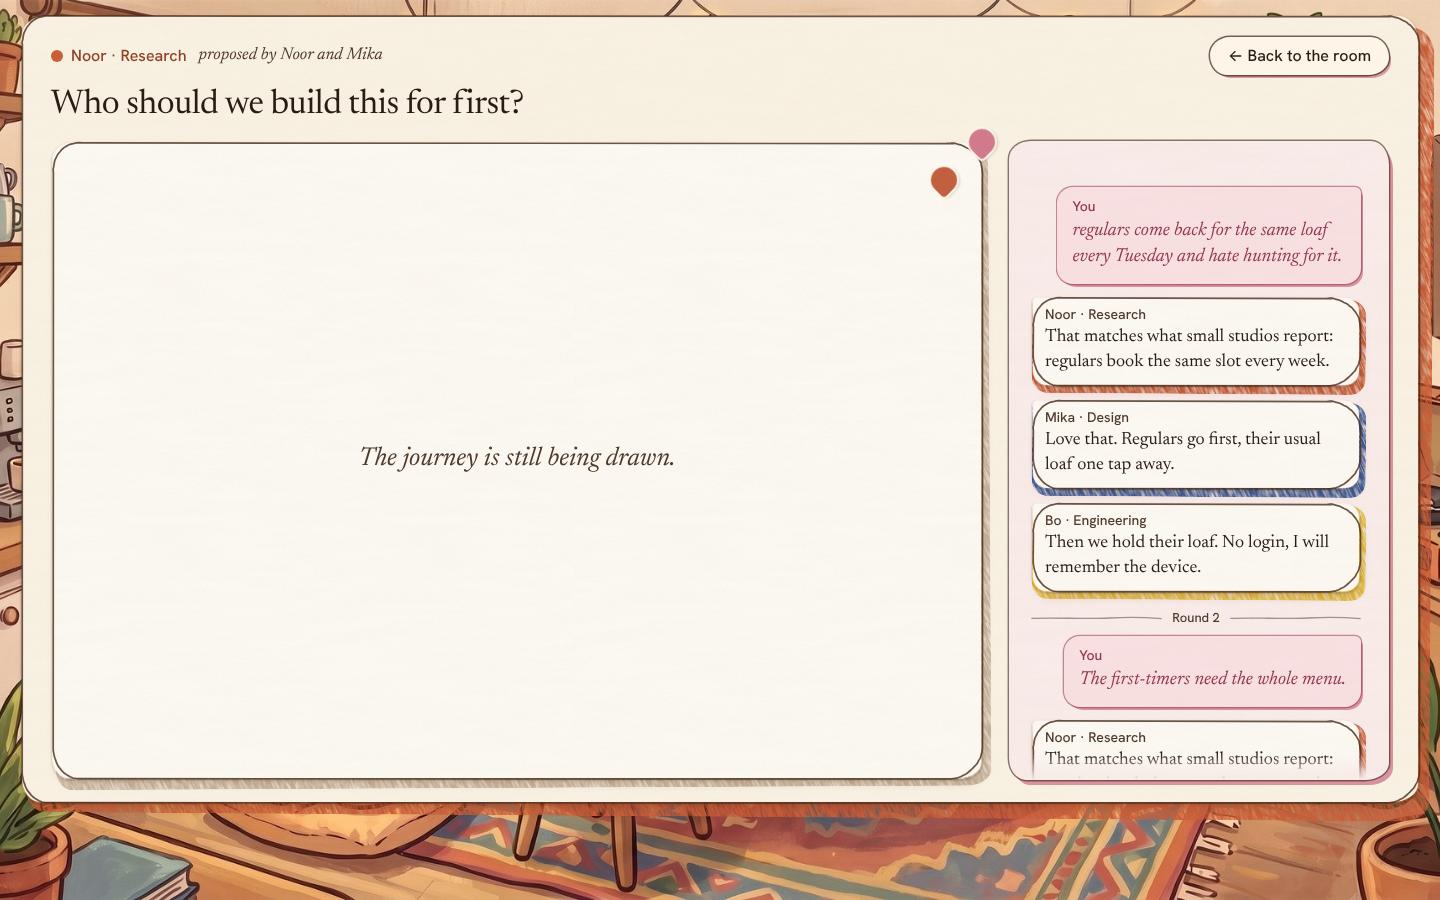 Noor · Research proposed by Noor and Mika
← Back to the room
Who should we build this for first?
The journey is still being drawn.
You
regulars come back for the same loaf
every Tuesday and hate hunting for it.
Noor · Research
That matches what small studios report:
regulars book the same slot every week.
Mika · Design
Love that. Regulars go first, their usual
loaf one tap away.
Bo · Engineering
Then we hold their loaf. No login, I will
remember the device.
Round 2
You
The first-timers need the whole menu.
Noor · Research
That matches what small studios report: